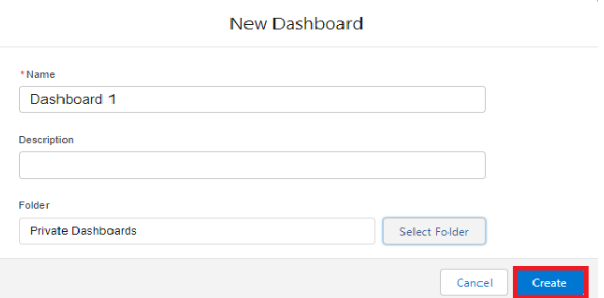 New Dashboard
*Name
Dashboard 1
Description
Folder
Private Dashboards Select Folder
Cancel Create